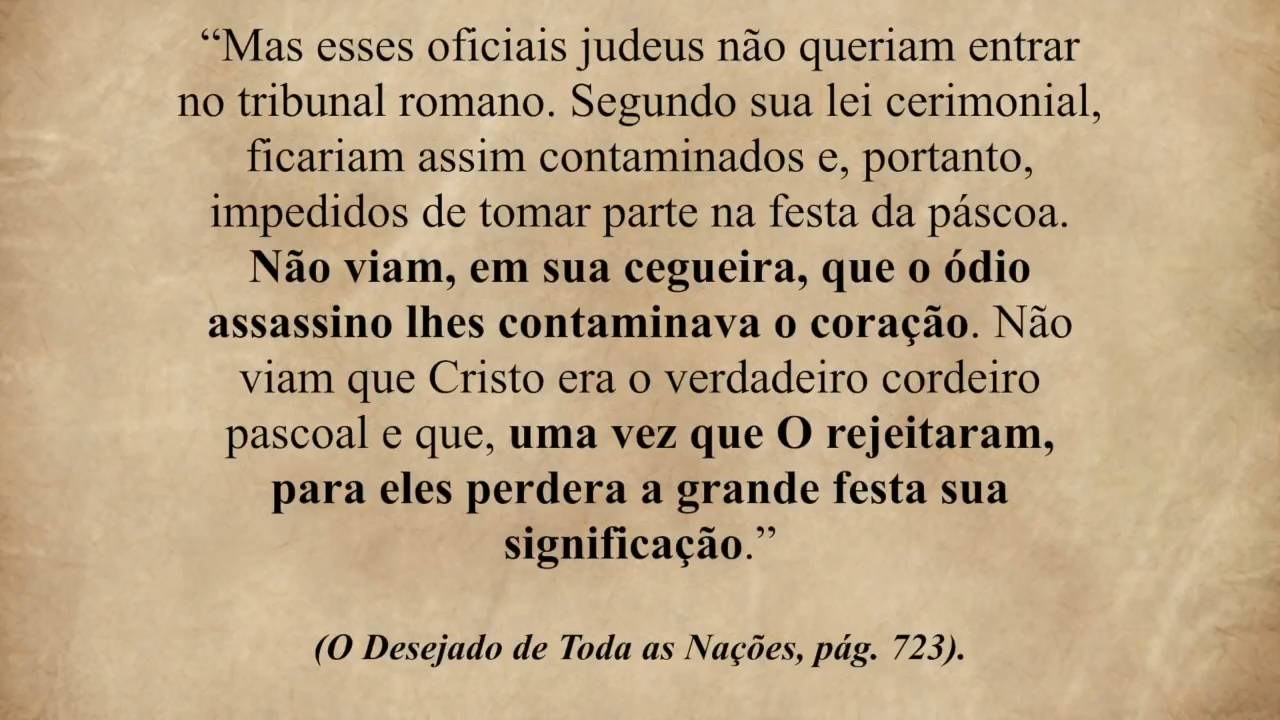 “Mas esses oficiais judeus não queriam entrar
no tribunal romano. Segundo sua lei cerimonial,
ficariam assim contaminados e, portanto,
impedidos de tomar parte na festa da páscoa.
Não viam, em sua cegueira, que o ódio
assassino lhes contaminava o coração. Não
viam que Cristo era o verdadeiro cordeiro
pascoal e que, uma vez que O rejeitaram,
para eles perdera a grande festa sua
significação.”
(O Desejado de Toda as Nações, pág. 723).